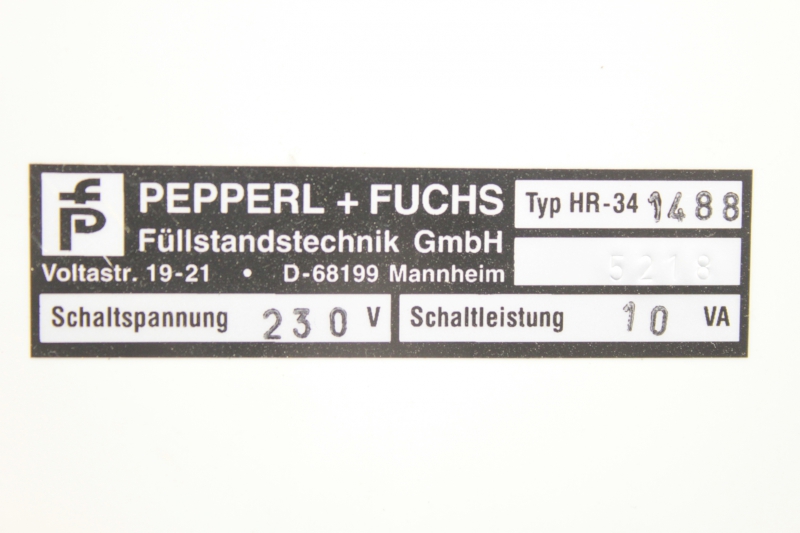 PEPPERL + FUCHS
Füllstandstechnik GmbH
Voltastr. 19-21 • D-68199 Mannheim
Typ HR-34 1488
5218
Schaltspannung 230 V
Schaltleistung 10 VA